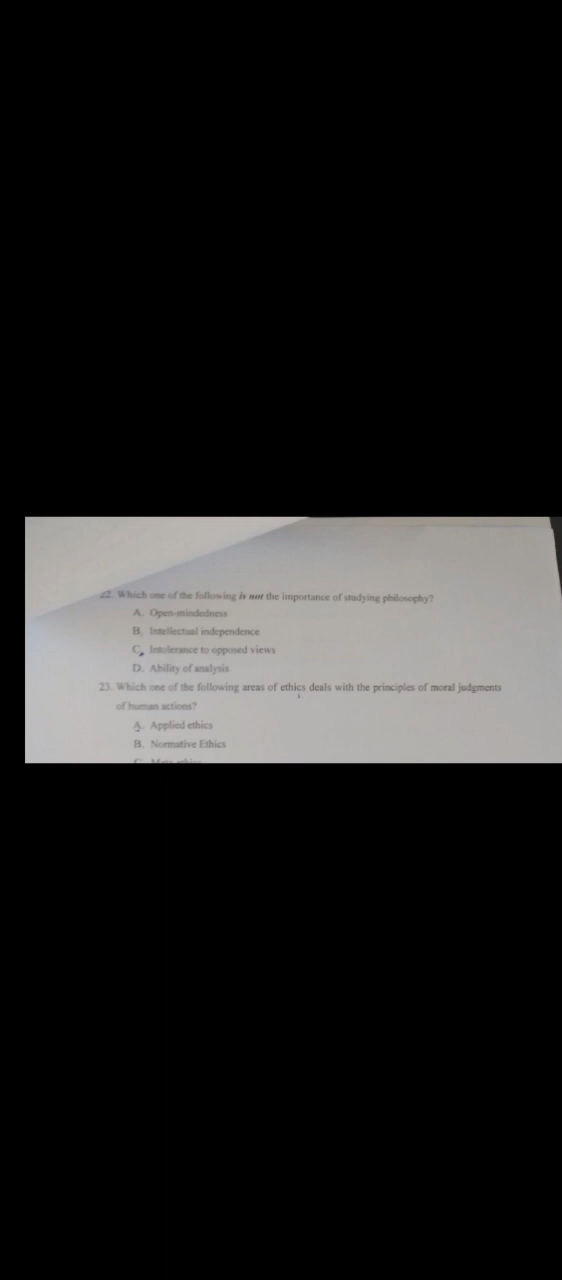 22. Which one of the following is not the importance of studying philosophy?
A. Open-mindedness
B. Intellectual independence
C. Intolerance to opposed views
D. Ability of analysis
23. Which one of the following areas of ethics deals with the principles of moral judgments
of human actions?
A. Applied ethics
B. Normative Ethics
C.